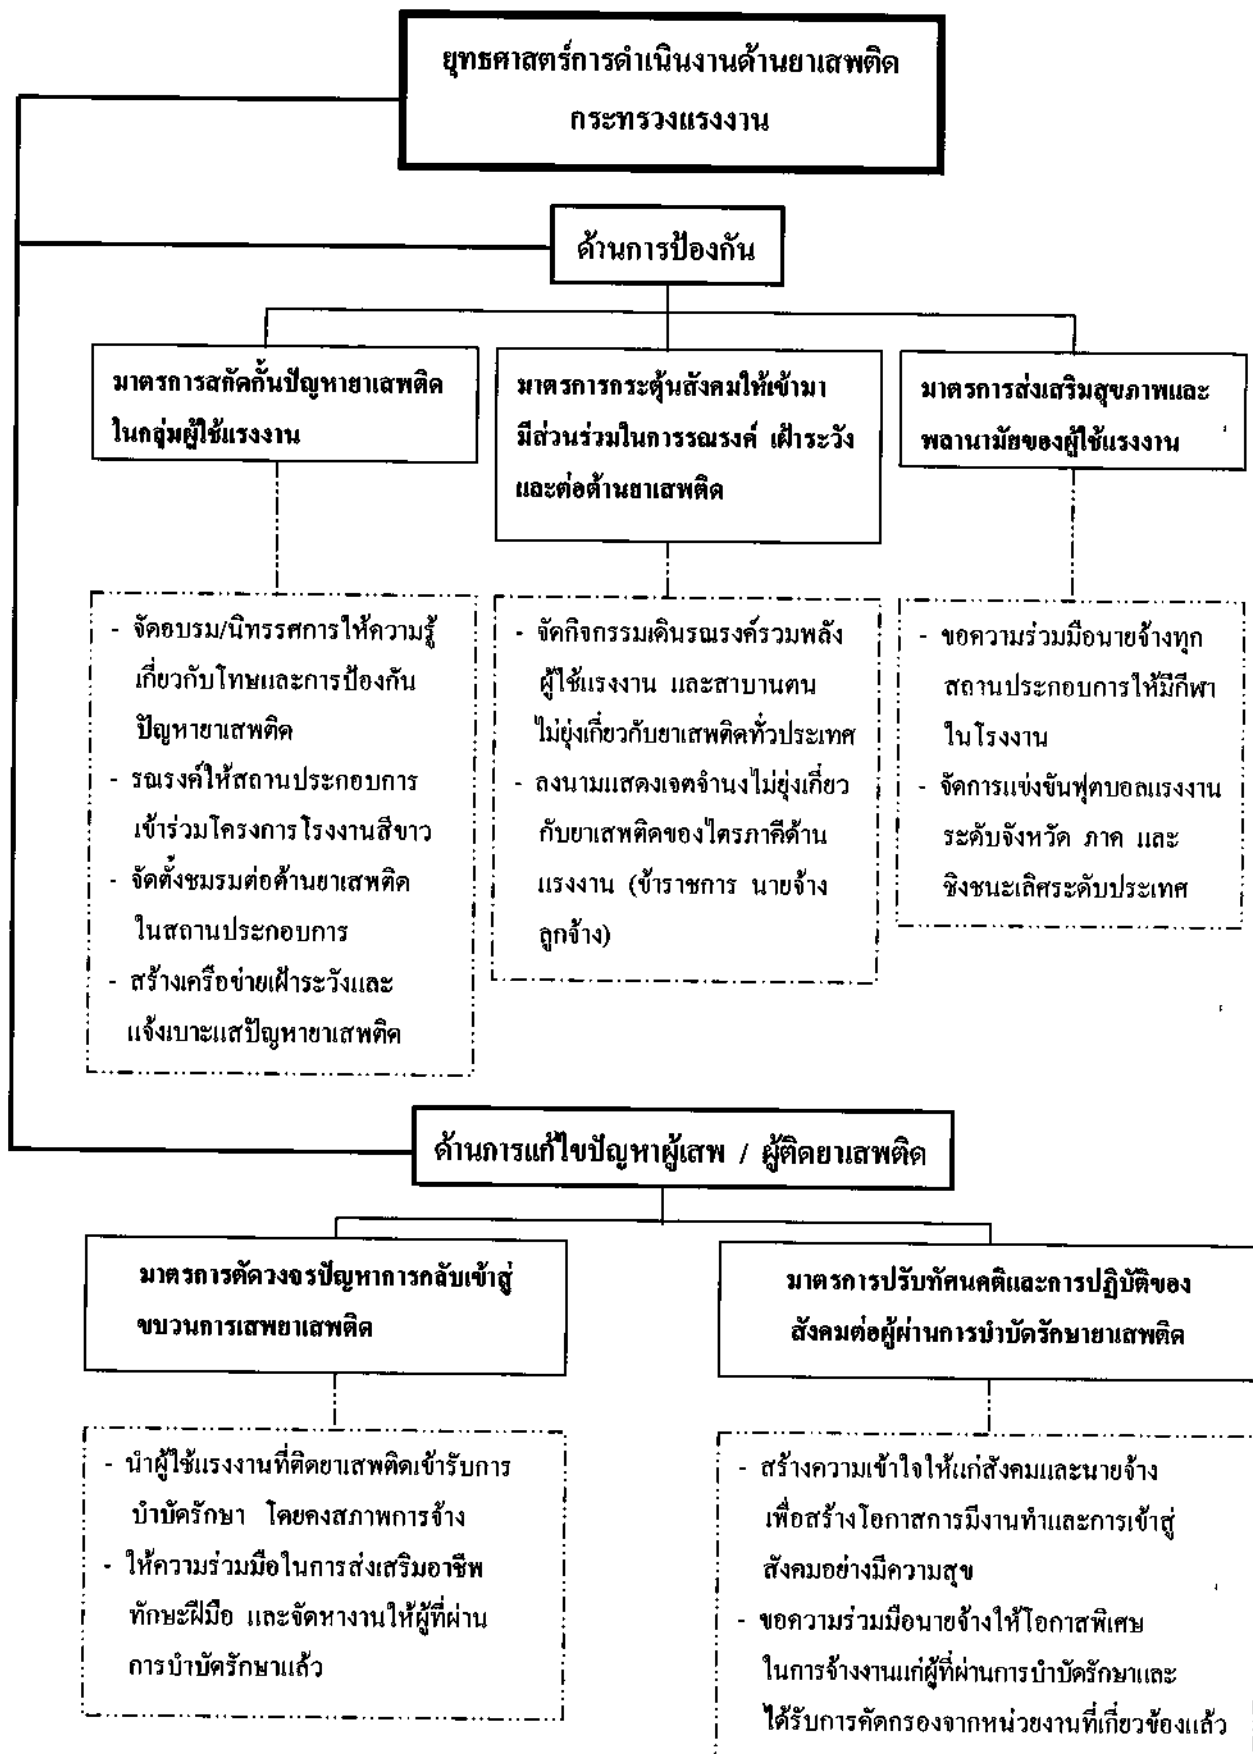 ยุทธศาสตร์การดำเนินงานด้านยาเสพติด
กระทรวงแรงงาน
ด้านการป้องกัน
มาตรการสกัดกั้นปัญหายาเสพติด
ในกลุ่มผู้ใช้แรงงาน
มาตรการกระตุ้นสังคมให้เข้ามา
มีส่วนร่วมในการรณรงค์ เฝ้าระวัง
และต่อต้านยาเสพติด
มาตรการส่งเสริมสุขภาพและ
พลานามัยของผู้ใช้แรงงาน
- จัดอบรม/นิทรรศการให้ความรู้
เกี่ยวกับโทษและการป้องกัน
ปัญหายาเสพติด
- รณรงค์ให้สถานประกอบการ
เข้าร่วมโครงการโรงงานสีขาว
- จัดตั้งชมรมต่อต้านยาเสพติด
ในสถานประกอบการ
- สร้างเครือข่ายเฝ้าระวังและ
แจ้งเบาะแสปัญหายาเสพติด
- จัดกิจกรรมเดินรณรงค์รวมพลัง
ผู้ใช้แรงงาน และสาบานตน
ไม่ยุ่งเกี่ยวกับยาเสพติดทั่วประเทศ
- ลงนามแสดงเจตจำนงไม่ยุ่งเกี่ยว
กับยาเสพติดของไตรภาคีด้าน
แรงงาน (ข้าราชการ นายจ้าง
ลูกจ้าง)
- ขอความร่วมมือนายจ้างทุก
สถานประกอบการให้มีกีฬา
ในโรงงาน
- จัดการแข่งขันฟุตบอลแรงงาน
ระดับจังหวัด ภาค และ
ชิงชนะเลิศระดับประเทศ
ด้านการแก้ไขปัญหาผู้เสพ / ผู้ติดยาเสพติด
มาตรการตัดวงจรปัญหาการกลับเข้าสู่
ขบวนการเสพยาเสพติด
มาตรการปรับทัศนคติและการปฏิบัติของ
สังคมต่อผู้ผ่านการบำบัดรักษายาเสพติด
- นำผู้ใช้แรงงานที่ติดยาเสพติดเข้ารับการ
บำบัดรักษา โดยคงสภาพการจ้าง
- ให้ความร่วมมือในการส่งเสริมอาชีพ
ทักษะฝีมือ และจัดหางานให้ผู้ที่ผ่าน
การบำบัดรักษาแล้ว
- สร้างความเข้าใจให้แก่สังคมและนายจ้าง
เพื่อสร้างโอกาสการมีงานทำและการเข้าสู่
สังคมอย่างมีความสุข
- ขอความร่วมมือนายจ้างให้โอกาสพิเศษ
ในการจ้างงานแก่ผู้ที่ผ่านการบำบัดรักษาและ
ได้รับการคัดกรองจากหน่วยงานที่เกี่ยวข้องแล้ว